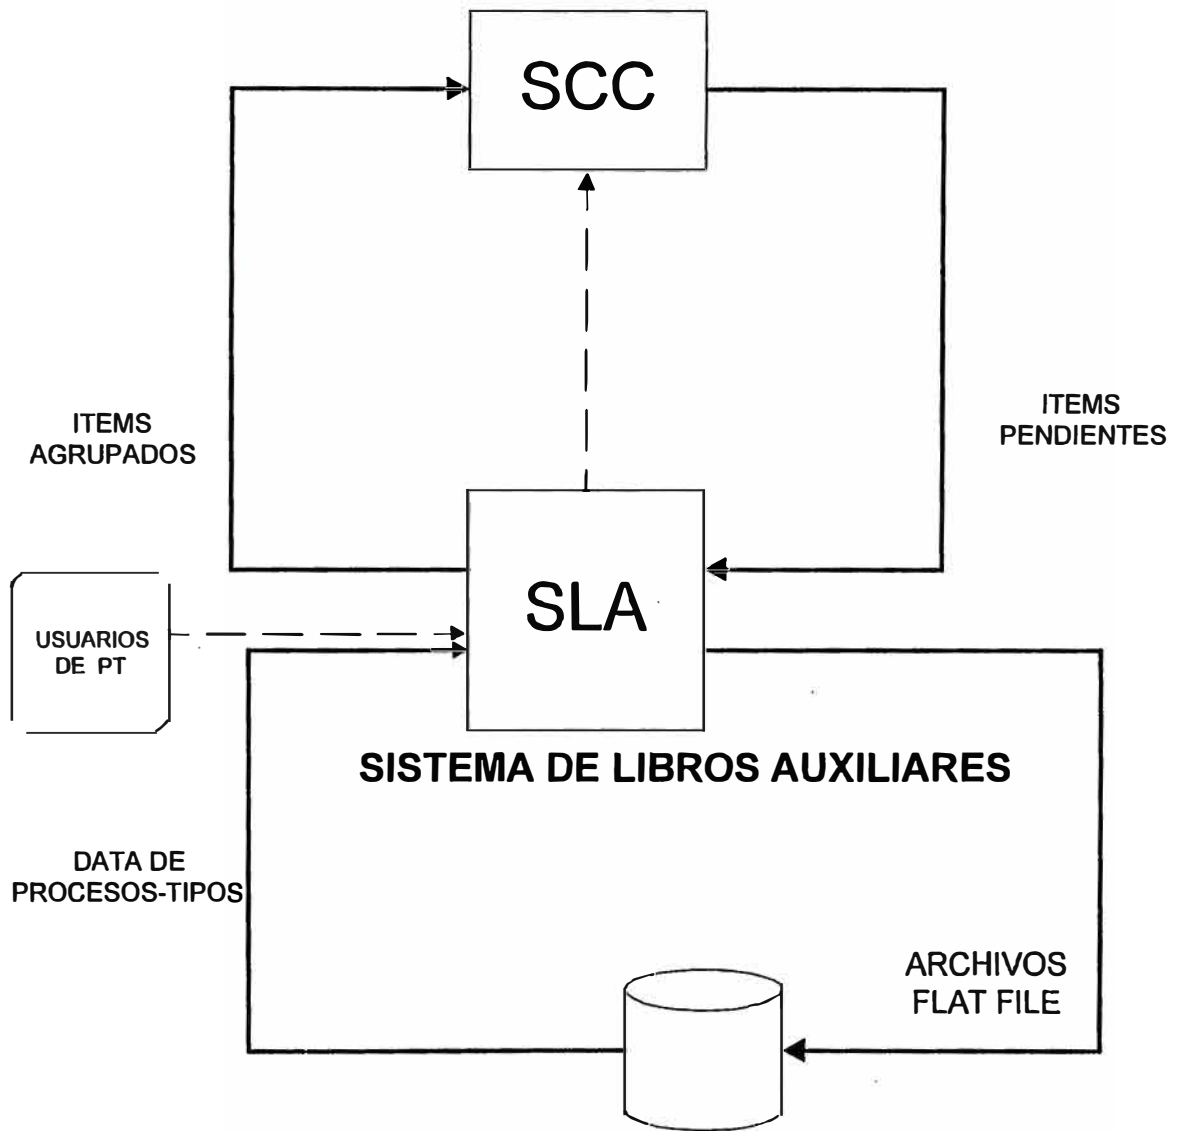 SCC
ITEMS
AGRUPADOS
ITEMS
PENDIENTES
SLA
USUARIOS
DE PT
SISTEMA DE LIBROS AUXILIARES
DATA DE
PROCESOS-TIPOS
ARCHIVOS
FLAT FILE